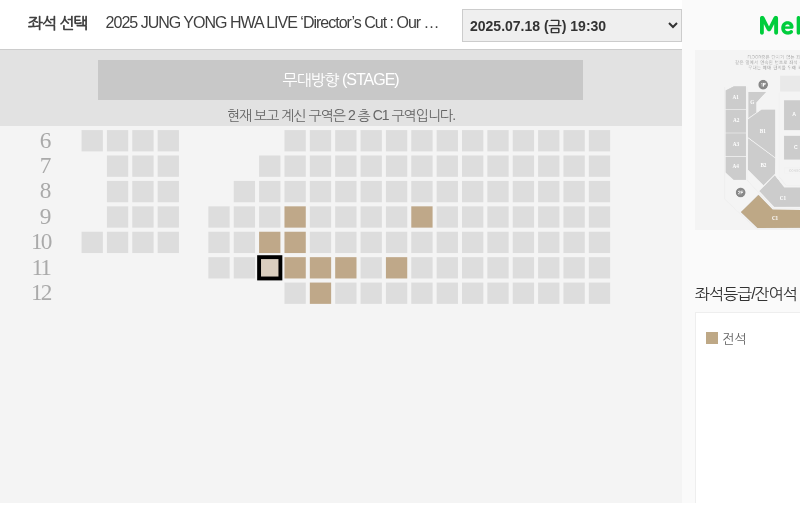 좌석 선택 2025 JUNG YONG HWA LIVE ‘Director’s Cut : Our … 2025.07.18 (금) 19:30
Mel
무대방향 (STAGE)
현재 보고 계신 구역은 2 층 C1 구역입니다.
6
7
8
9
10
11
12
A1
A2
A3
A4
B1
B2
A
C
C1
C1
좌석등급/잔여석
전석